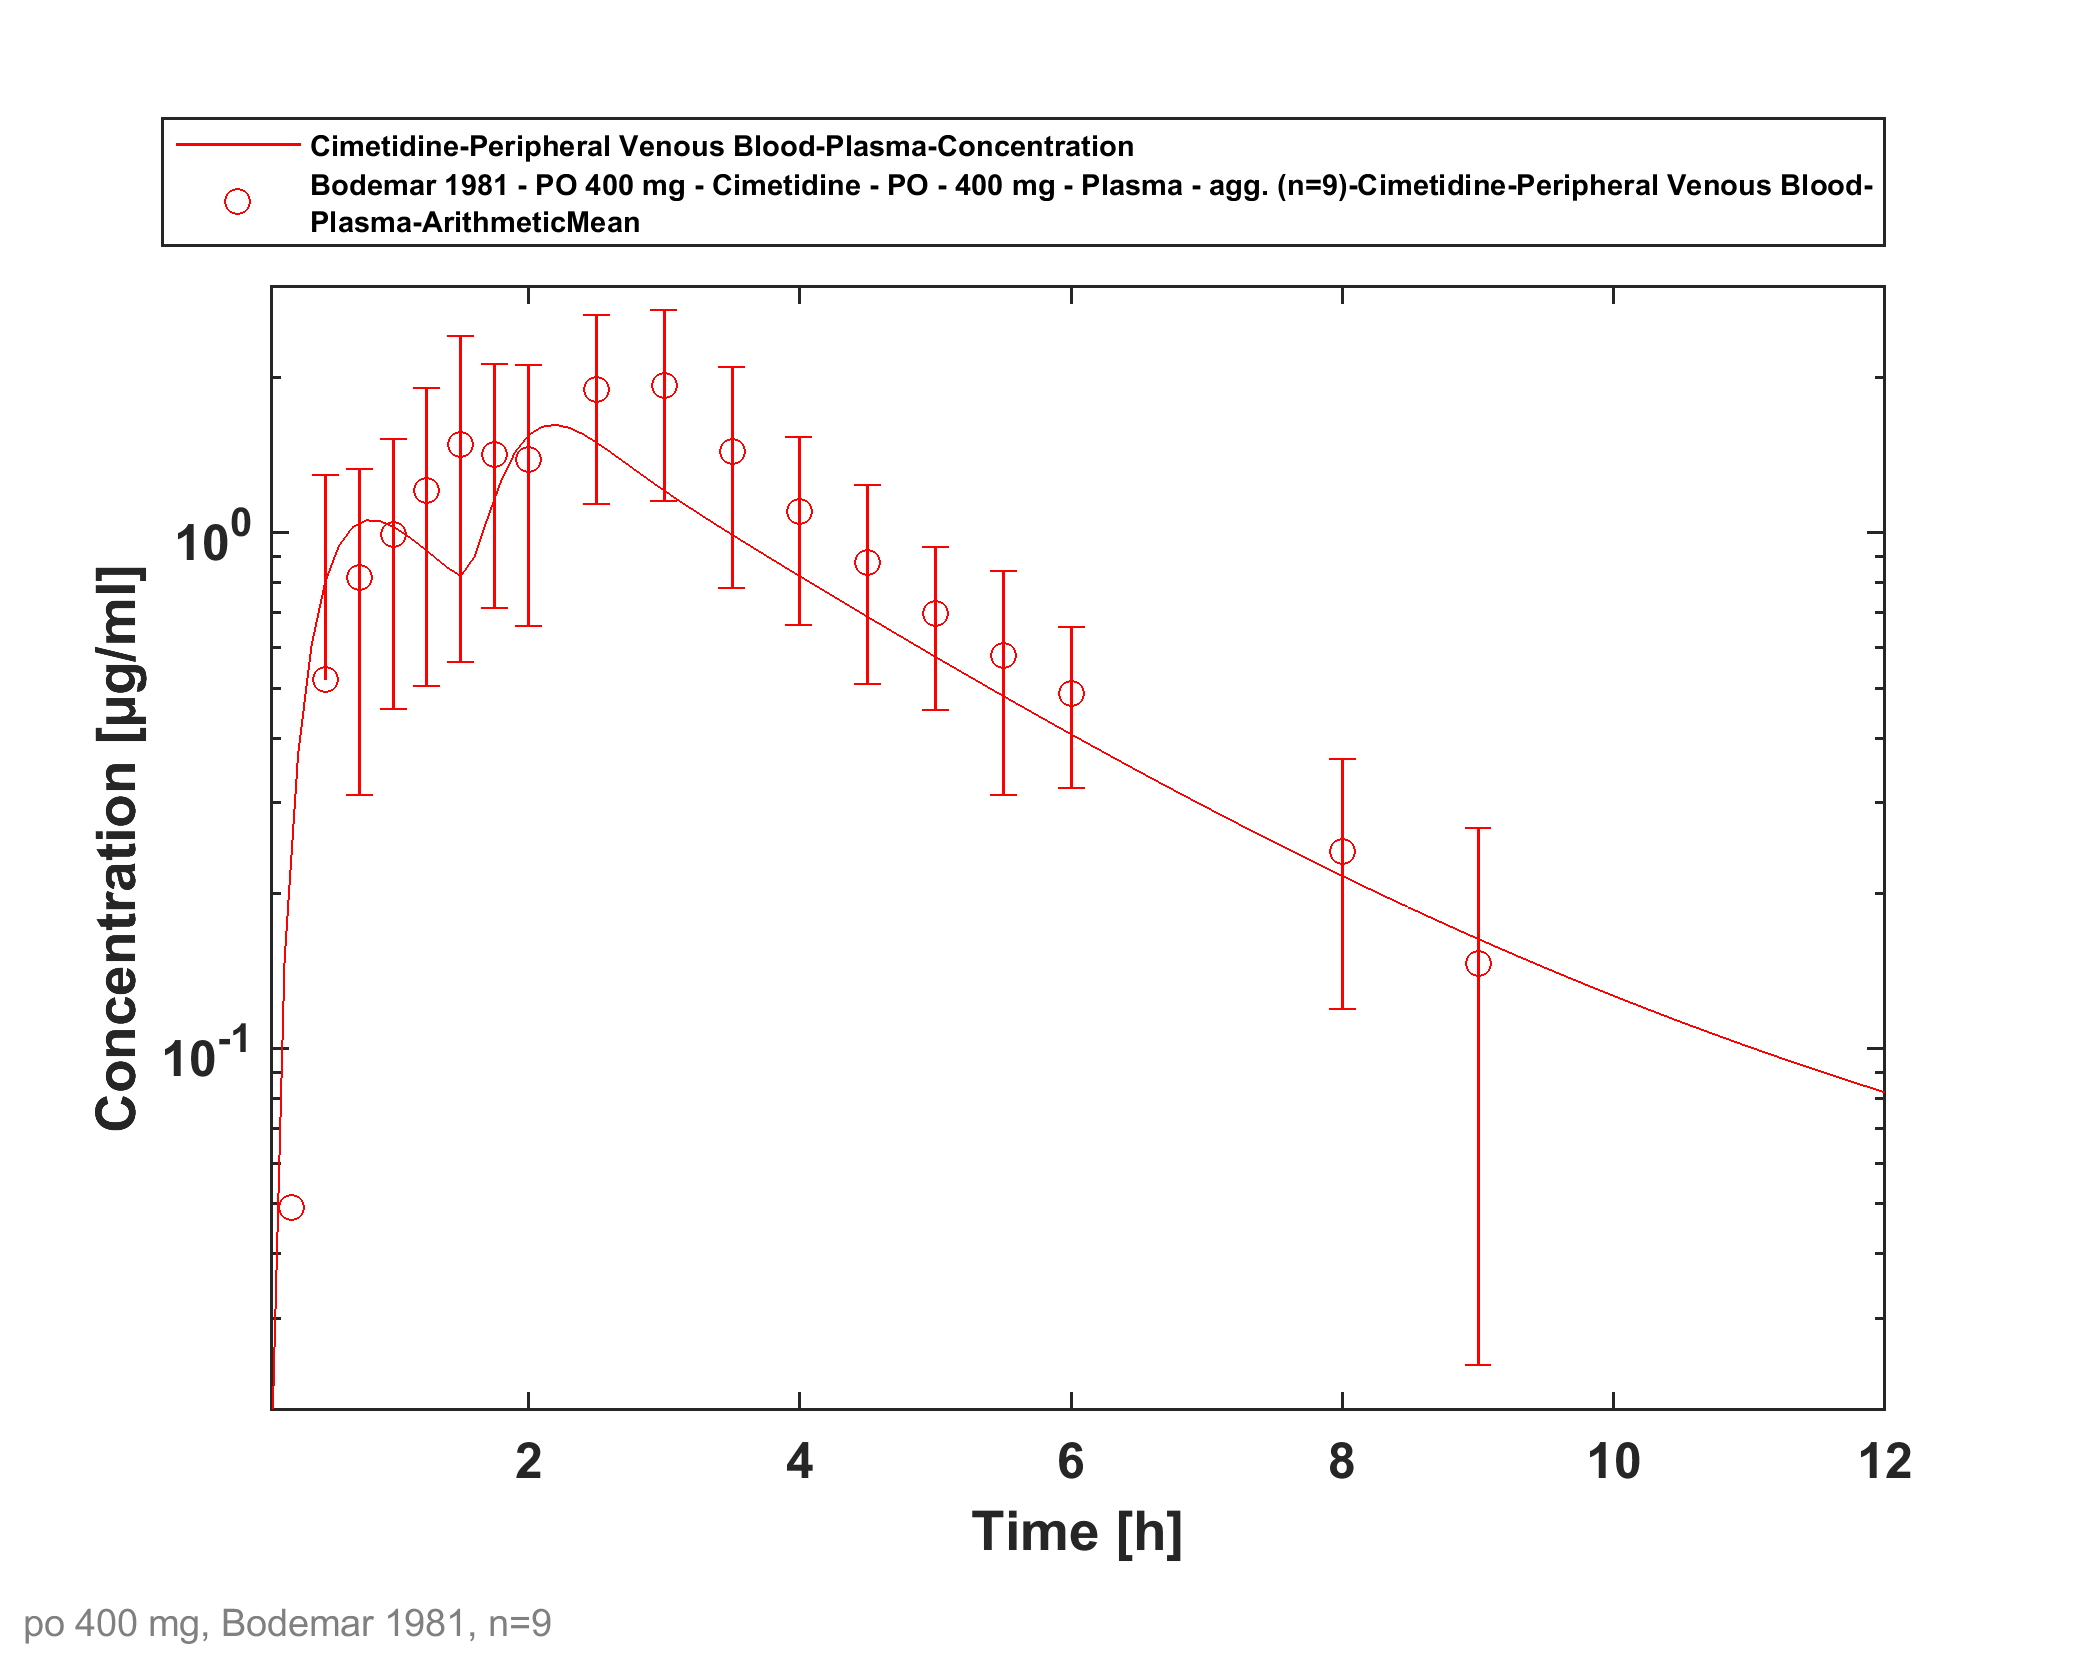 Cimetidine-Peripheral Venous Blood-Plasma-Concentration
Bodemar 1981 - PO 400 mg - Cimetidine - PO - 400 mg - Plasma - agg. (n=9)-Cimetidine-Peripheral Venous Blood-
Plasma-ArithmeticMean
Concentration [µg/ml]
10^0
10^-1
2 4 6 8 10 12
Time [h]
po 400 mg, Bodemar 1981, n=9